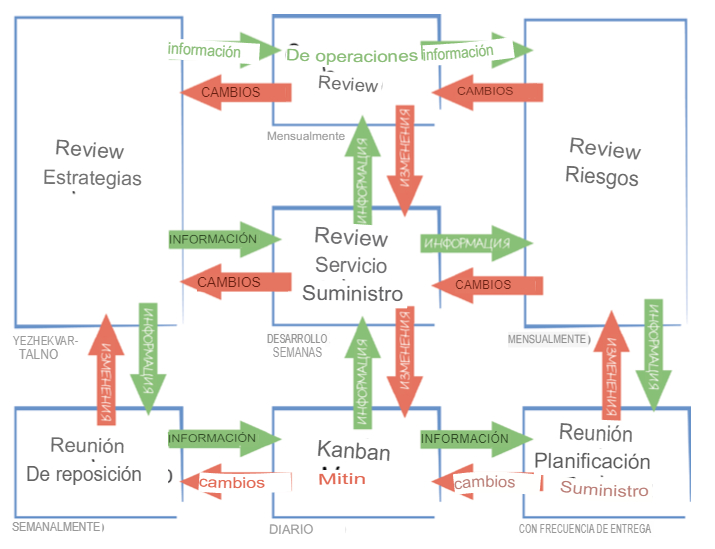 información
De operaciones
información
CAMBIOS
Review
CAMBIOS
Mensualmente
Review
Estrategias
ИНФОРМАЦИЯ
ИЗМЕНЕНИЯ
Review
Riesgos
INFORMACIÓN
Review
Servicio
Suministro
ИНФОРМАЦИЯ
CAMBIOS
CAMBIOS
YEZHEKVAR-
TALNO
DESARROLLO
SEMANAS
MENSUALMENTE)
ИЗМЕНЕНИЯ
ИНФОРМАЦИЯ
ИНФОРМАЦИЯ
ИЗМЕНЕНИЯ
ИЗМЕНЕНИЯ
ИНФОРМАЦИЯ
Reunión
De reposición
INFORMACIÓN
Kanban
Mitin
INFORMACIÓN
Reunión
Planificación
Suministro
cambios
cambios
SEMANALMENTE)
DIARIO
CON FRECUENCIA DE ENTREGA